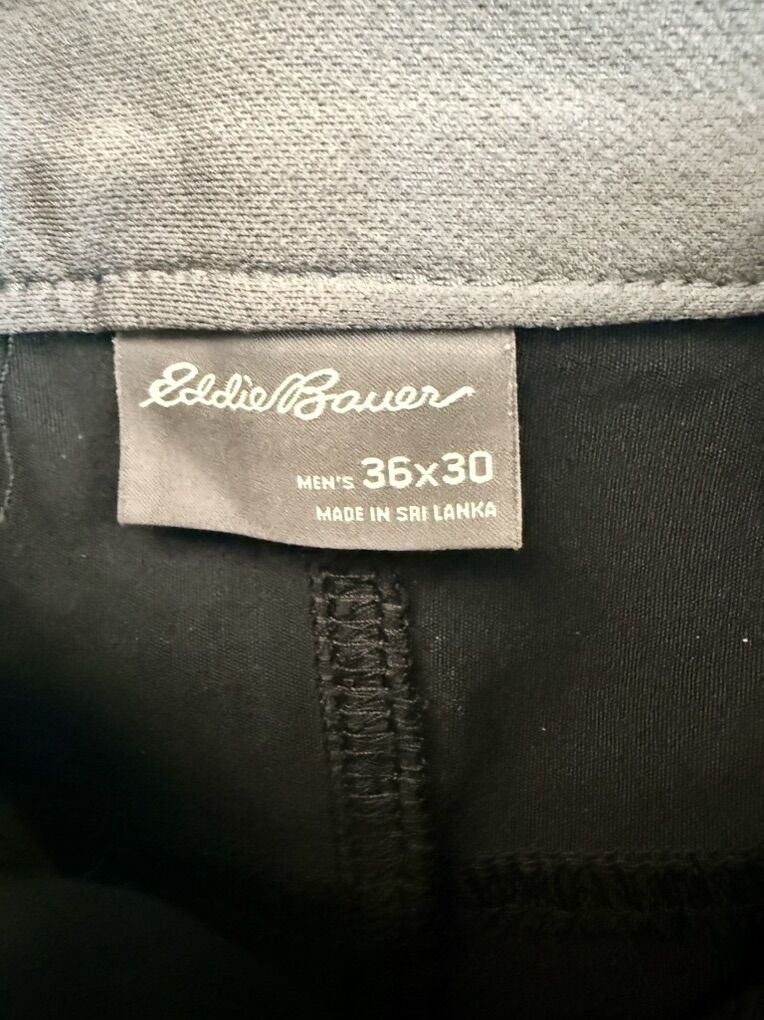 Eddie Bauer
MEN'S 36x30
MADE IN SRI LANKA